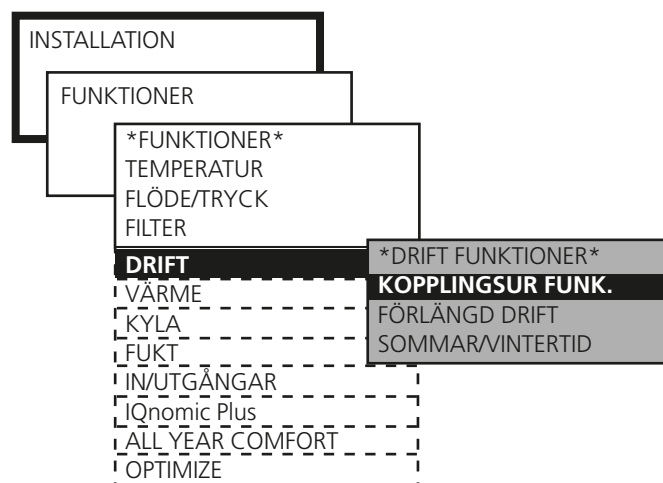 INSTALLATION
FUNKTIONER
*FUNKTIONER*
TEMPERATUR
FLÖDE/TRYCK
FILTER
DRIFT
VÄRME
KYLA
FUKT
IN/UTGÅNGAR
IQnomic Plus
ALL YEAR COMFORT
OPTIMIZE
*DRIFT FUNKTIONER*
KOPPLINGSUR FUNK.
FÖRLÄNGD DRIFT
SOMMAR/VINTERTID